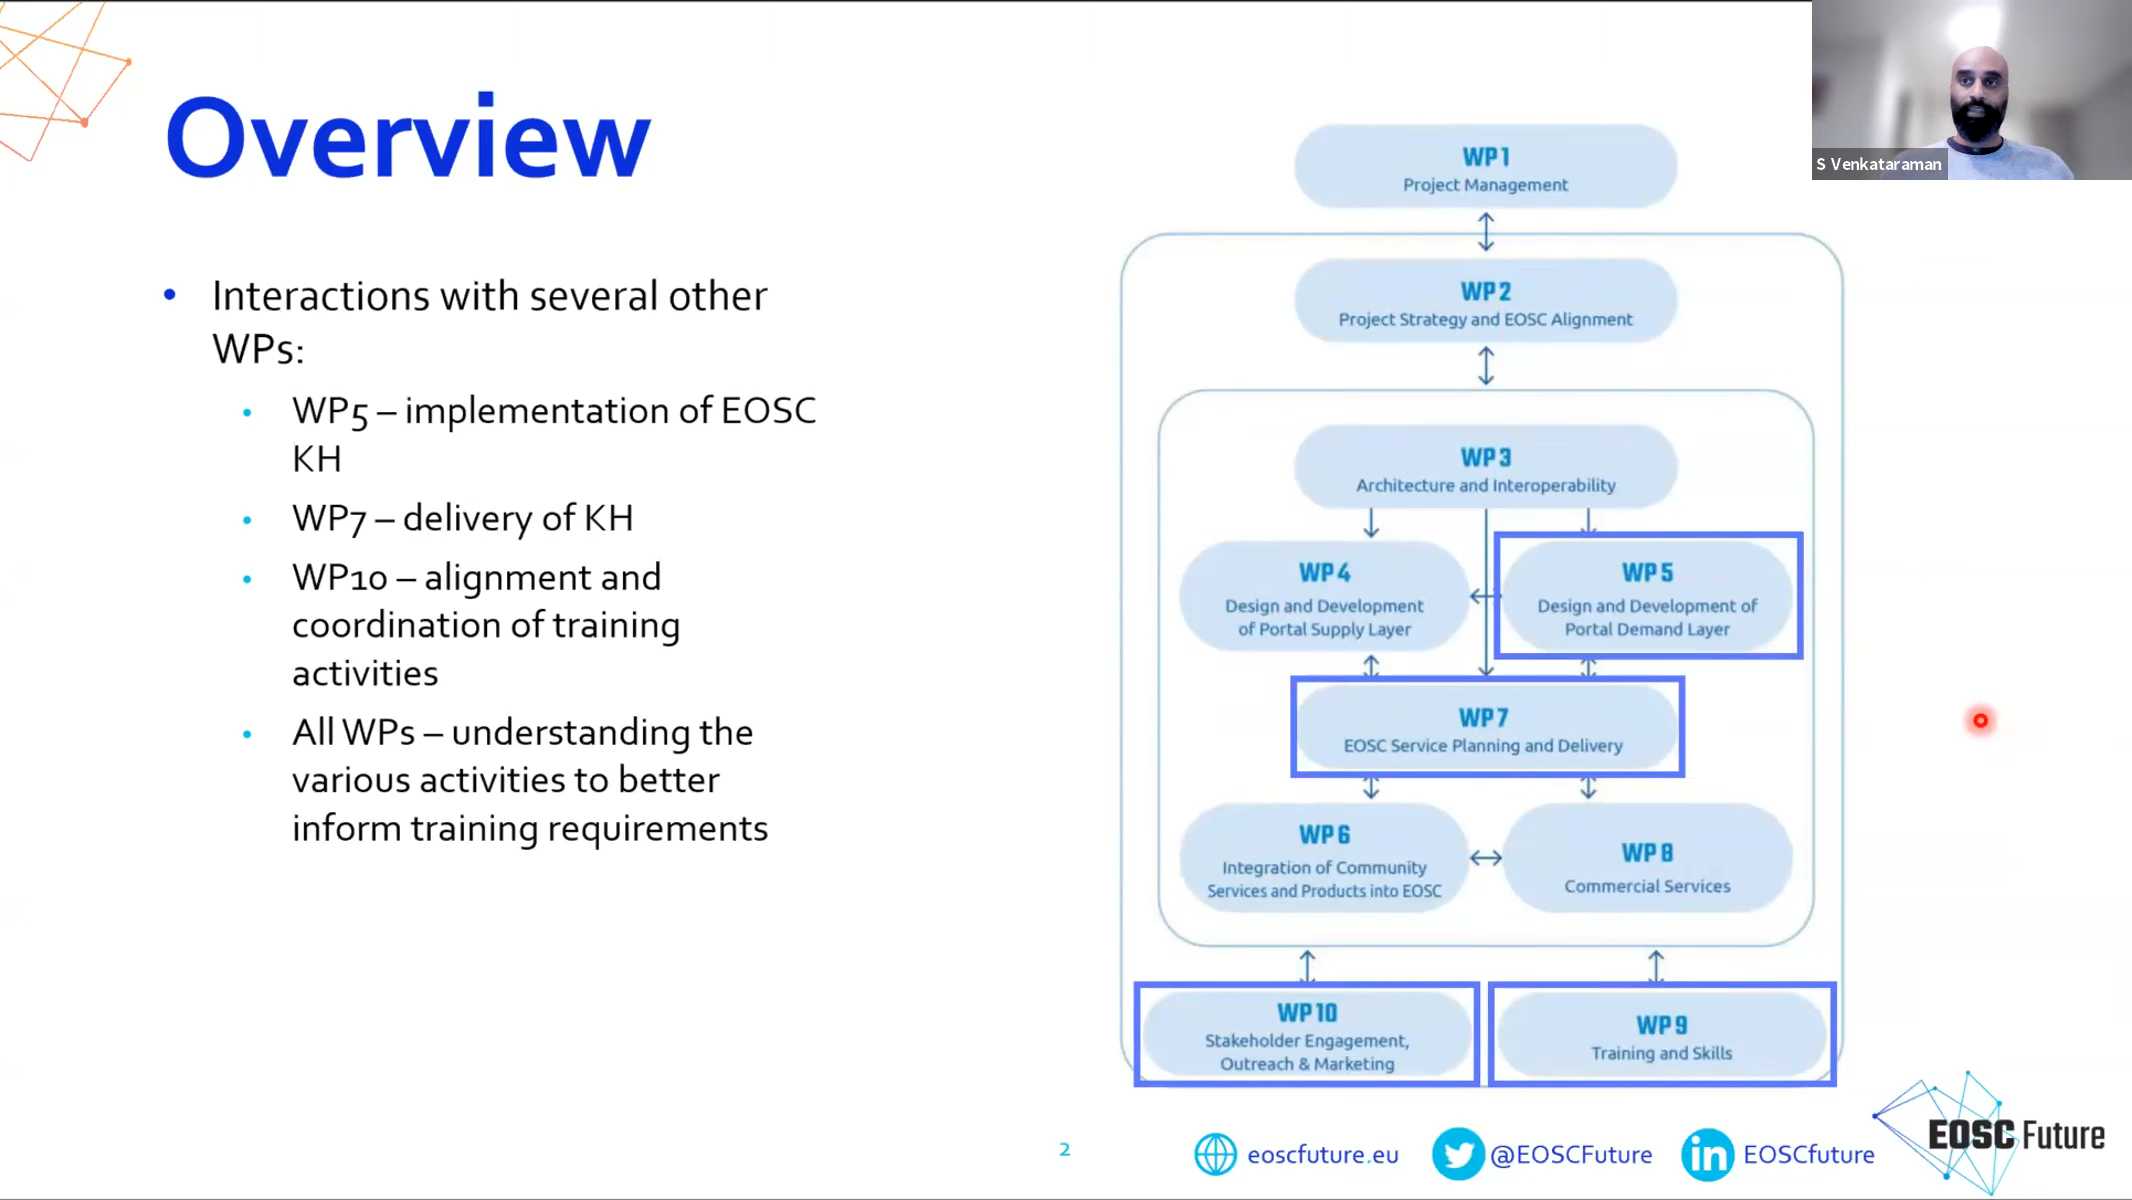 Overview
• Interactions with several other
WPs:
• WP5 – implementation of EOSC
KH
• WP7 – delivery of KH
• WP10 – alignment and
coordination of training
activities
• All WPs – understanding the
various activities to better
inform training requirements
WP1
Project Management
WP2
Project Strategy and EOSC Alignment
WP3
Architecture and Interoperability
WP4
Design and Development
of Portal Supply Layer
WP5
Design and Development of
Portal Demand Layer
WP7
EOSC Service Planning and Delivery
WP6
Integration of Community
Services and Products into EOSC
WP8
Commercial Services
WP10
Stakeholder Engagement,
Outreach & Marketing
WP9
Training and Skills
S Venkataraman
2
eoscfuture.eu
@EOSCFuture
in EOSCfuture
EOSC Future